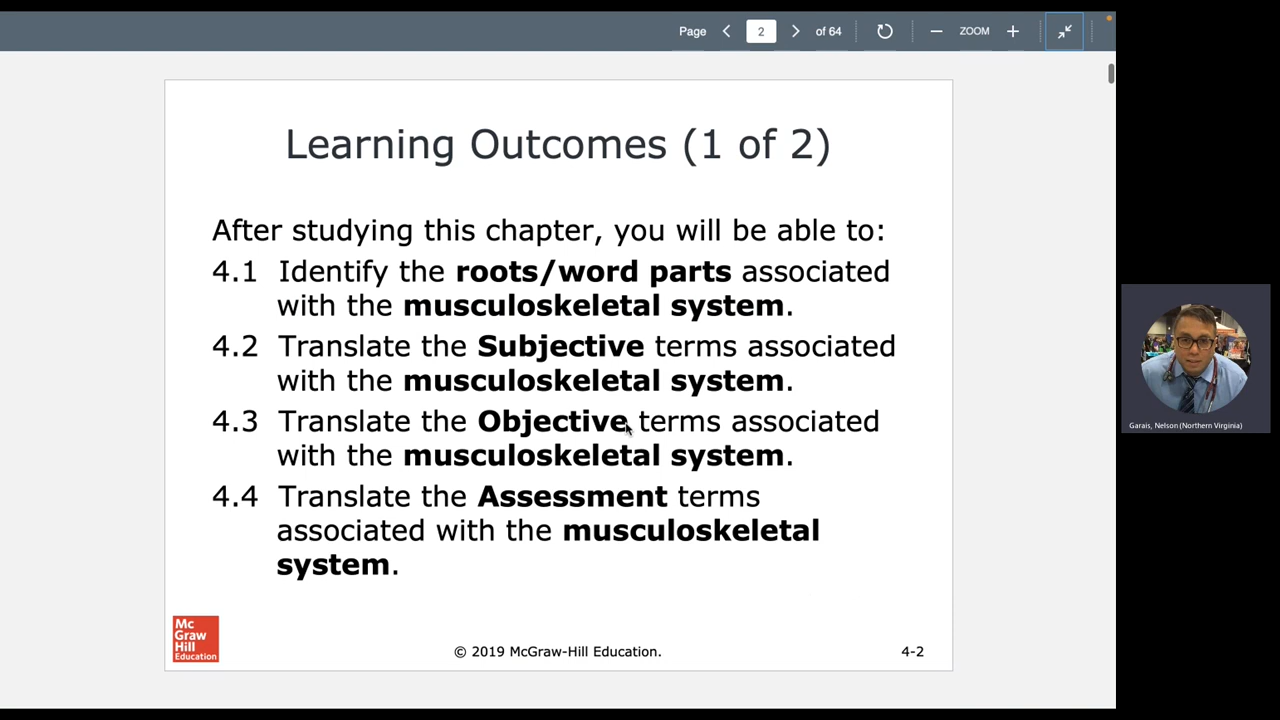 Page 2 of 64 ZOOM
Learning Outcomes (1 of 2)
After studying this chapter, you will be able to:
4.1 Identify the roots/word parts associated
with the musculoskeletal system.
4.2 Translate the Subjective terms associated
with the musculoskeletal system.
4.3 Translate the Objective terms associated
with the musculoskeletal system.
4.4 Translate the Assessment terms
associated with the musculoskeletal
system.
Mc
Graw
Hill
Education
© 2019 McGraw-Hill Education.
4-2
Garais, Nelson (Northern Virginia)